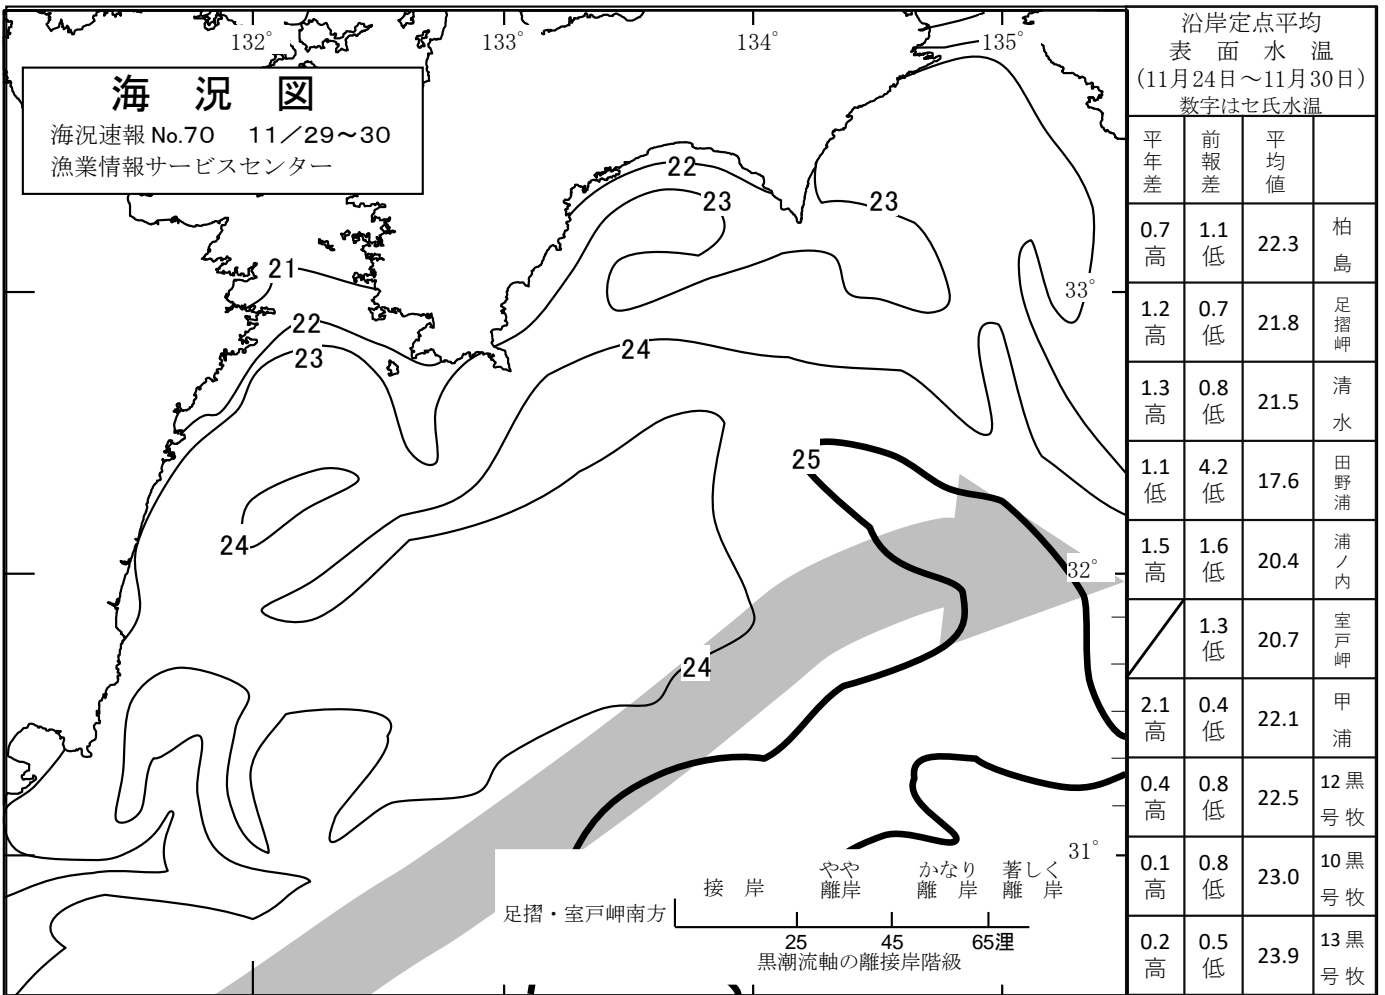 132°
133°
134°
135°
海 況 図
海況速報 No.70 11/29~30
漁業情報サービスセンター
22
23
23
21
33°
22
23
24
25
24
32°
24
31°
接 岸
やや
離岸
かなり
離 岸
著しく
離 岸
足摺・室戸岬南方
25
45
65浬
黒潮流軸の離接岸階級
沿岸定点平均
表 面 水 温
(11月24日~11月30日)
数字はセ氏水温
平年差 前報差 平均値
0.7高 1.1低 22.3 柏島
1.2高 0.7低 21.8 足摺岬
1.3高 0.8低 21.5 清水
1.1低 4.2低 17.6 田野浦
1.5高 1.6低 20.4 浦ノ内
1.3低 20.7 室戸岬
2.1高 0.4低 22.1 甲浦
0.4高 0.8低 22.5 黒牧12号
0.1高 0.8低 23.0 黒牧10号
0.2高 0.5低 23.9 黒牧13号